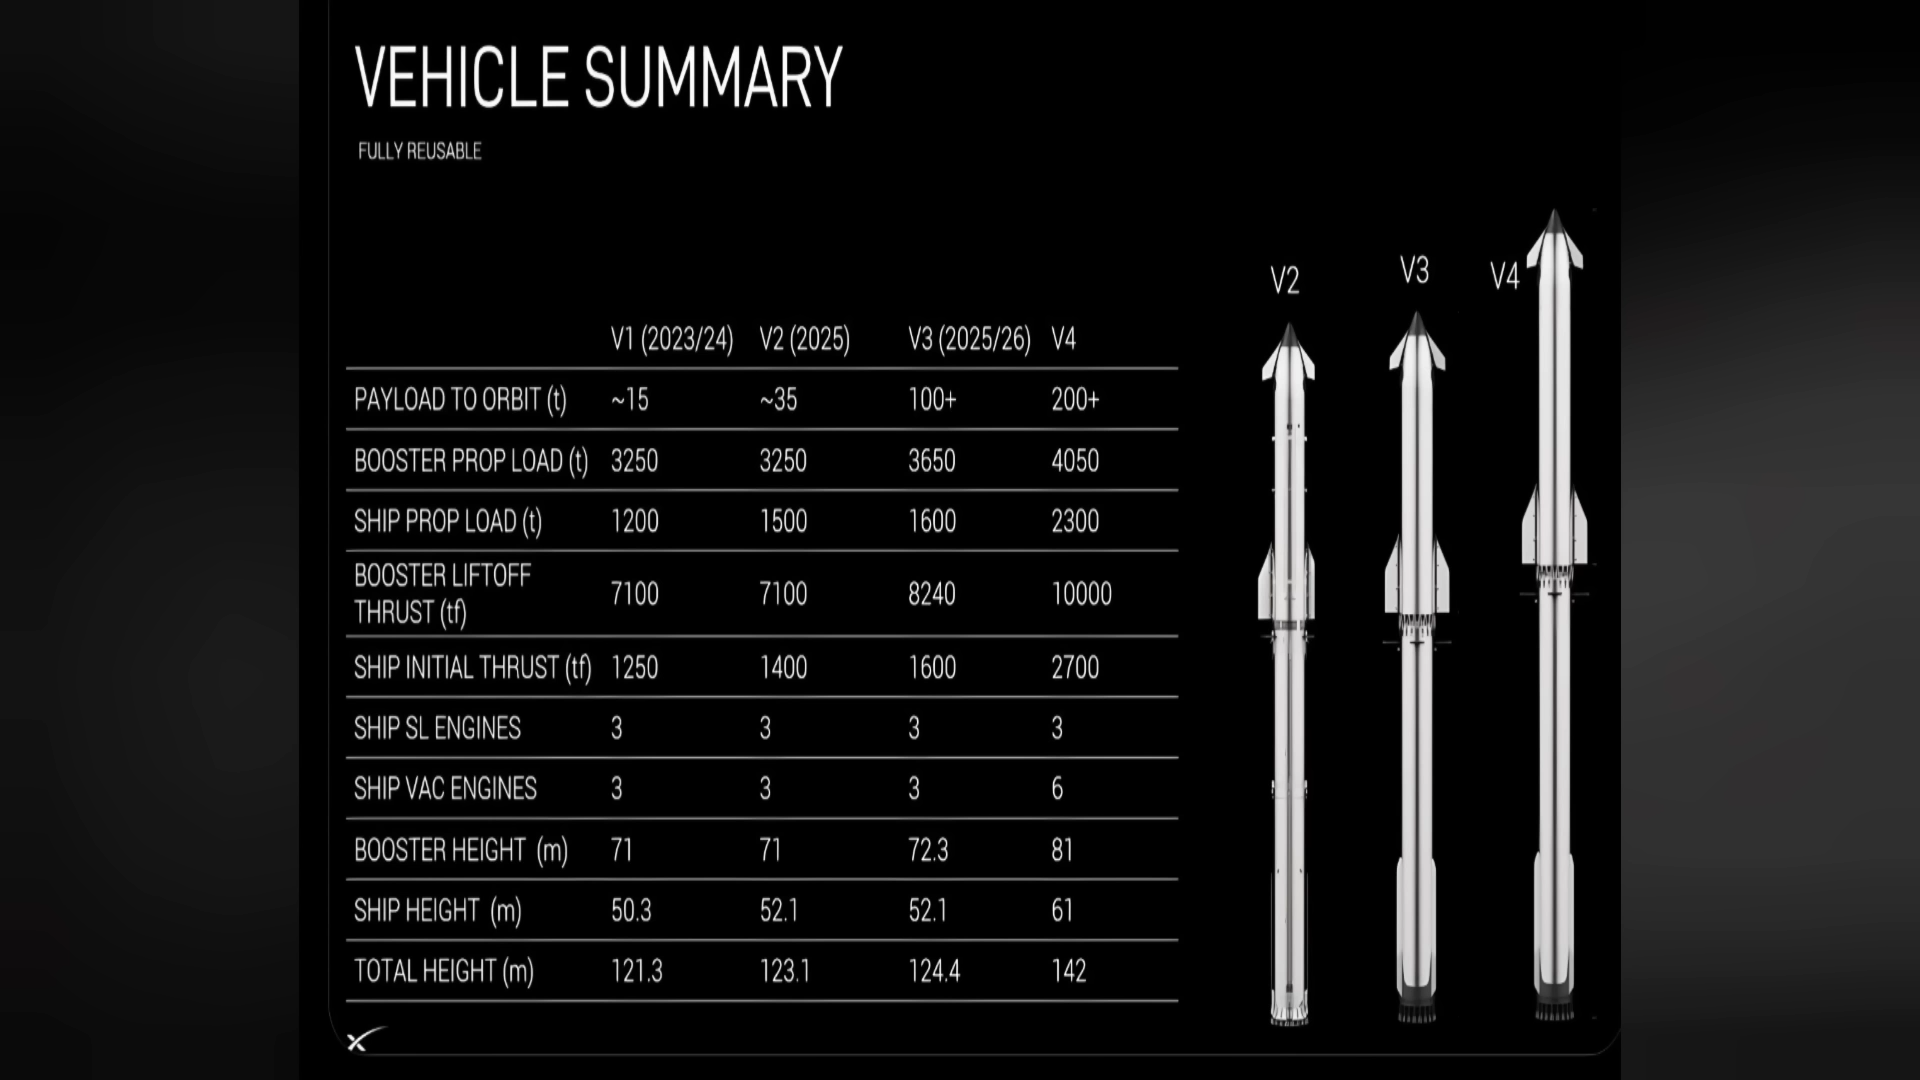 VEHICLE SUMMARY
FULLY REUSABLE
V2
V3
V4
V1 (2023/24) V2 (2025) V3 (2025/26) V4
PAYLOAD TO ORBIT (t) ~15 ~35 100+ 200+
BOOSTER PROP LOAD (t) 3250 3250 3650 4050
SHIP PROP LOAD (t) 1200 1500 1600 2300
BOOSTER LIFTOFF
THRUST (tf) 7100 7100 8240 10000
SHIP INITIAL THRUST (tf) 1250 1400 1600 2700
SHIP SL ENGINES 3 3 3 3
SHIP VAC ENGINES 3 3 3 6
BOOSTER HEIGHT (m) 71 71 72.3 81
SHIP HEIGHT (m) 50.3 52.1 52.1 61
TOTAL HEIGHT (m) 121.3 123.1 124.4 142